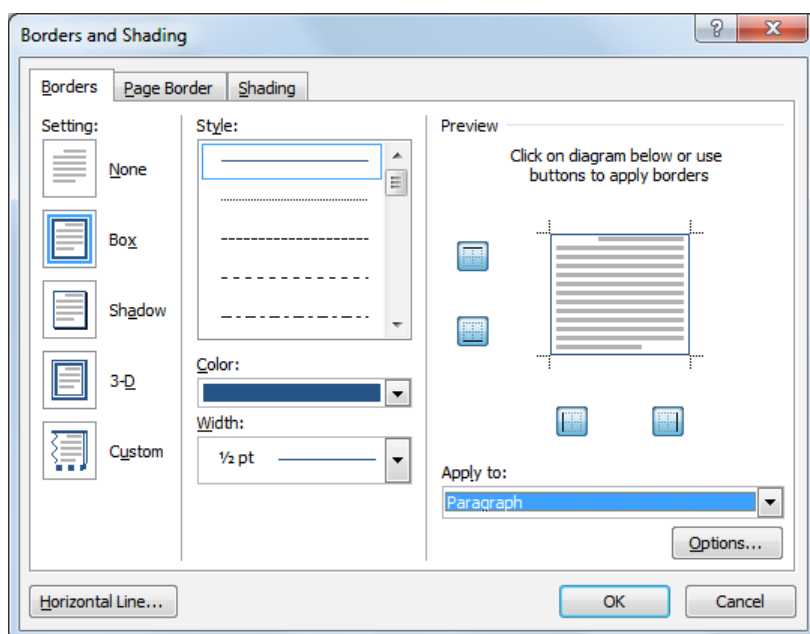 Borders and Shading
?
x
Borders
Page Border
Shading
Setting:
None
Box
Shadow
3-D
Custom
Style:
Color:
Width:
½ pt
Preview
Click on diagram below or use
buttons to apply borders
Apply to:
Paragraph
Options...
Horizontal Line...
OK
Cancel